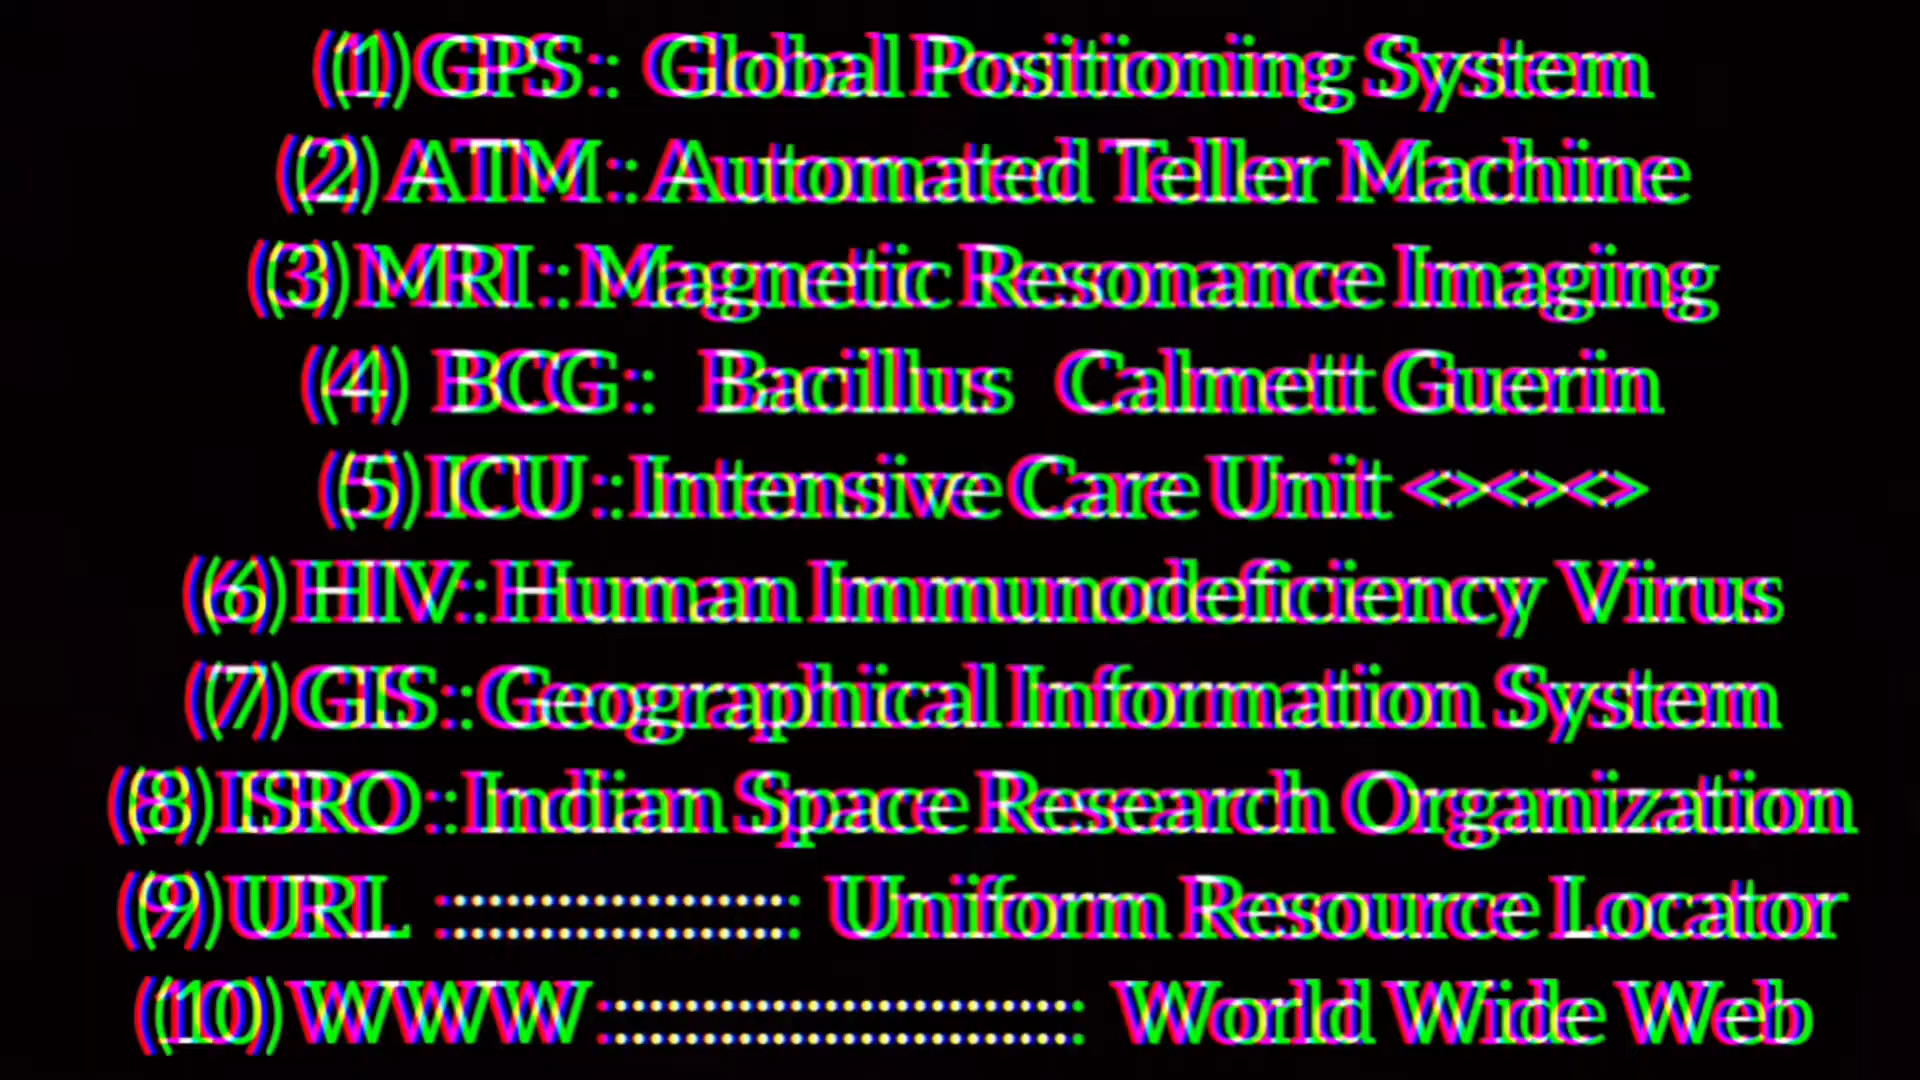 (1) GPS:: Global Positioning System
(2) ATM:: Automated Teller Machine
(3) MRI:: Magnetic Resonance Imaging
(4) BCG:: Bacillus Calmett Guerin
(5) ICU:: Intensive Care Unit <><><>
(6) HIV:: Human Immunodeficiency Virus
(7) GIS:: Geographical Information System
(8) ISRO:: Indian Space Research Organization
(9) URL :::::::::::::::::::: Uniform Resource Locator
(10) WWW::::::::::::::::::::::::::: World Wide Web